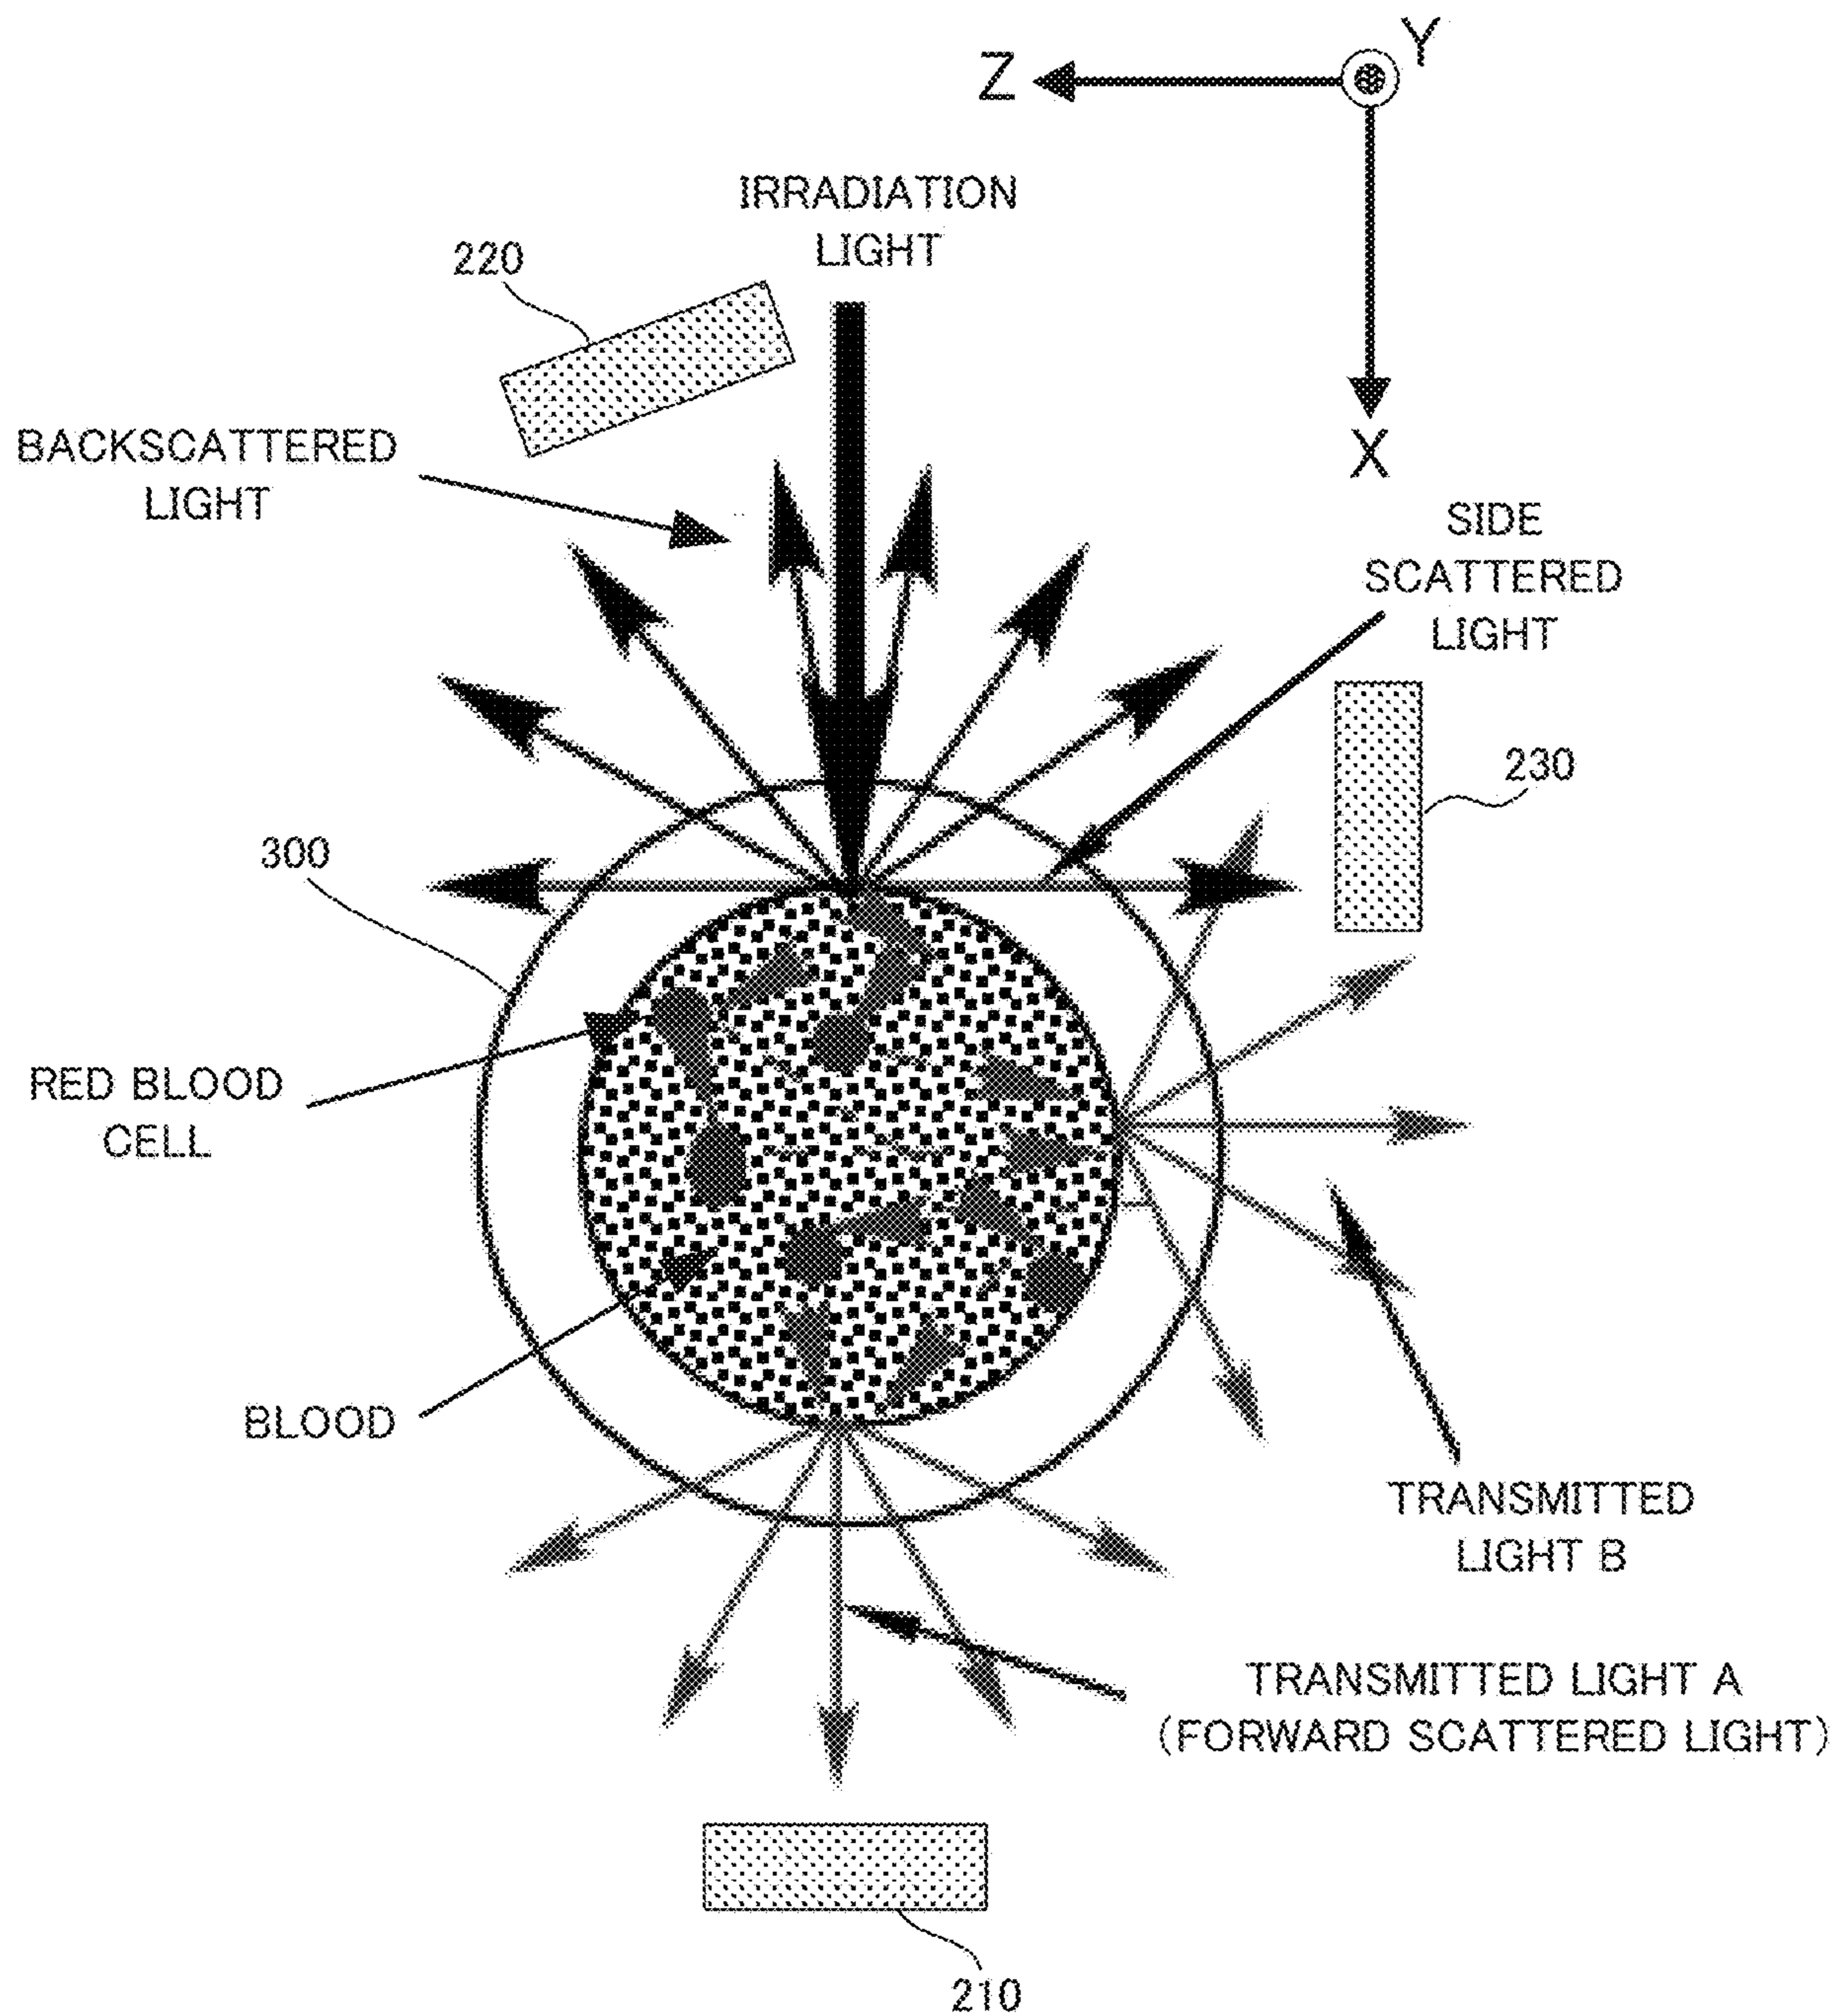 Y
Z
IRRADIATION
LIGHT
220
BACKSCATTERED
LIGHT
X
SIDE
SCATTERED
LIGHT
230
300
RED BLOOD
CELL
BLOOD
TRANSMITTED
LIGHT B
TRANSMITTED LIGHT A
(FORWARD SCATTERED LIGHT)
210